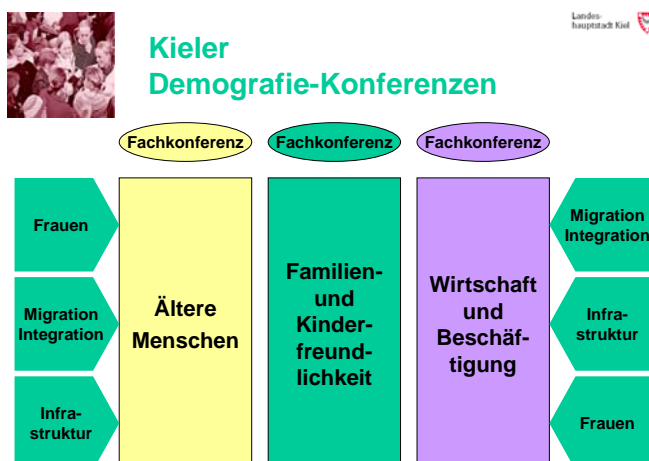 Landes-
hauptstadt Kiel
Kieler
Demografie-Konferenzen
Fachkonferenz
Fachkonferenz
Fachkonferenz
Frauen
Migration
Integration
Infra-
struktur
Ältere
Menschen
Familien-
und
Kinder-
freund-
lichkeit
Wirtschaft
und
Beschäf-
tigung
Migration
Integration
Infra-
struktur
Frauen